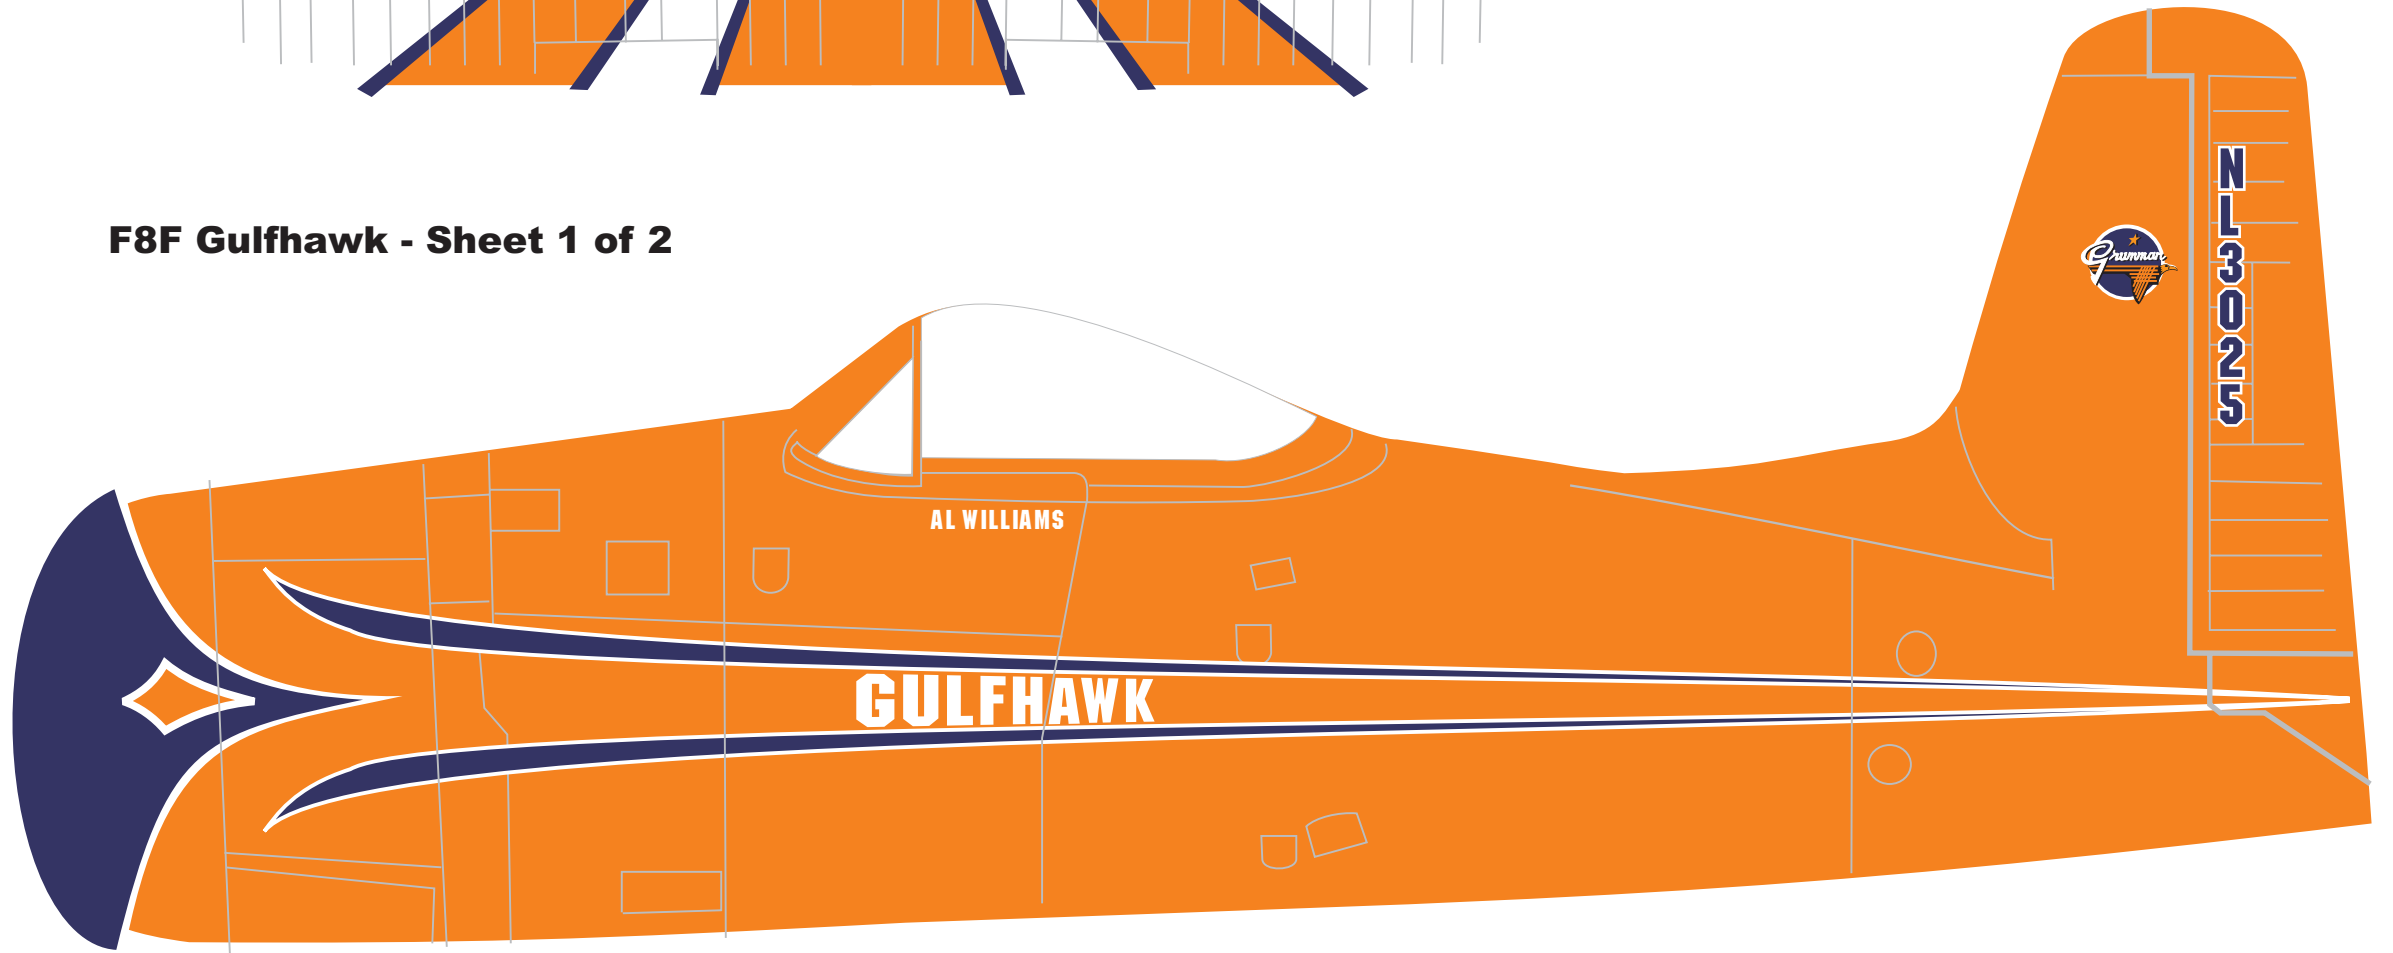 F8F Gulfhawk - Sheet 1 of 2
AL WILLIAMS
GULFHAWK
Grumman
NL3025